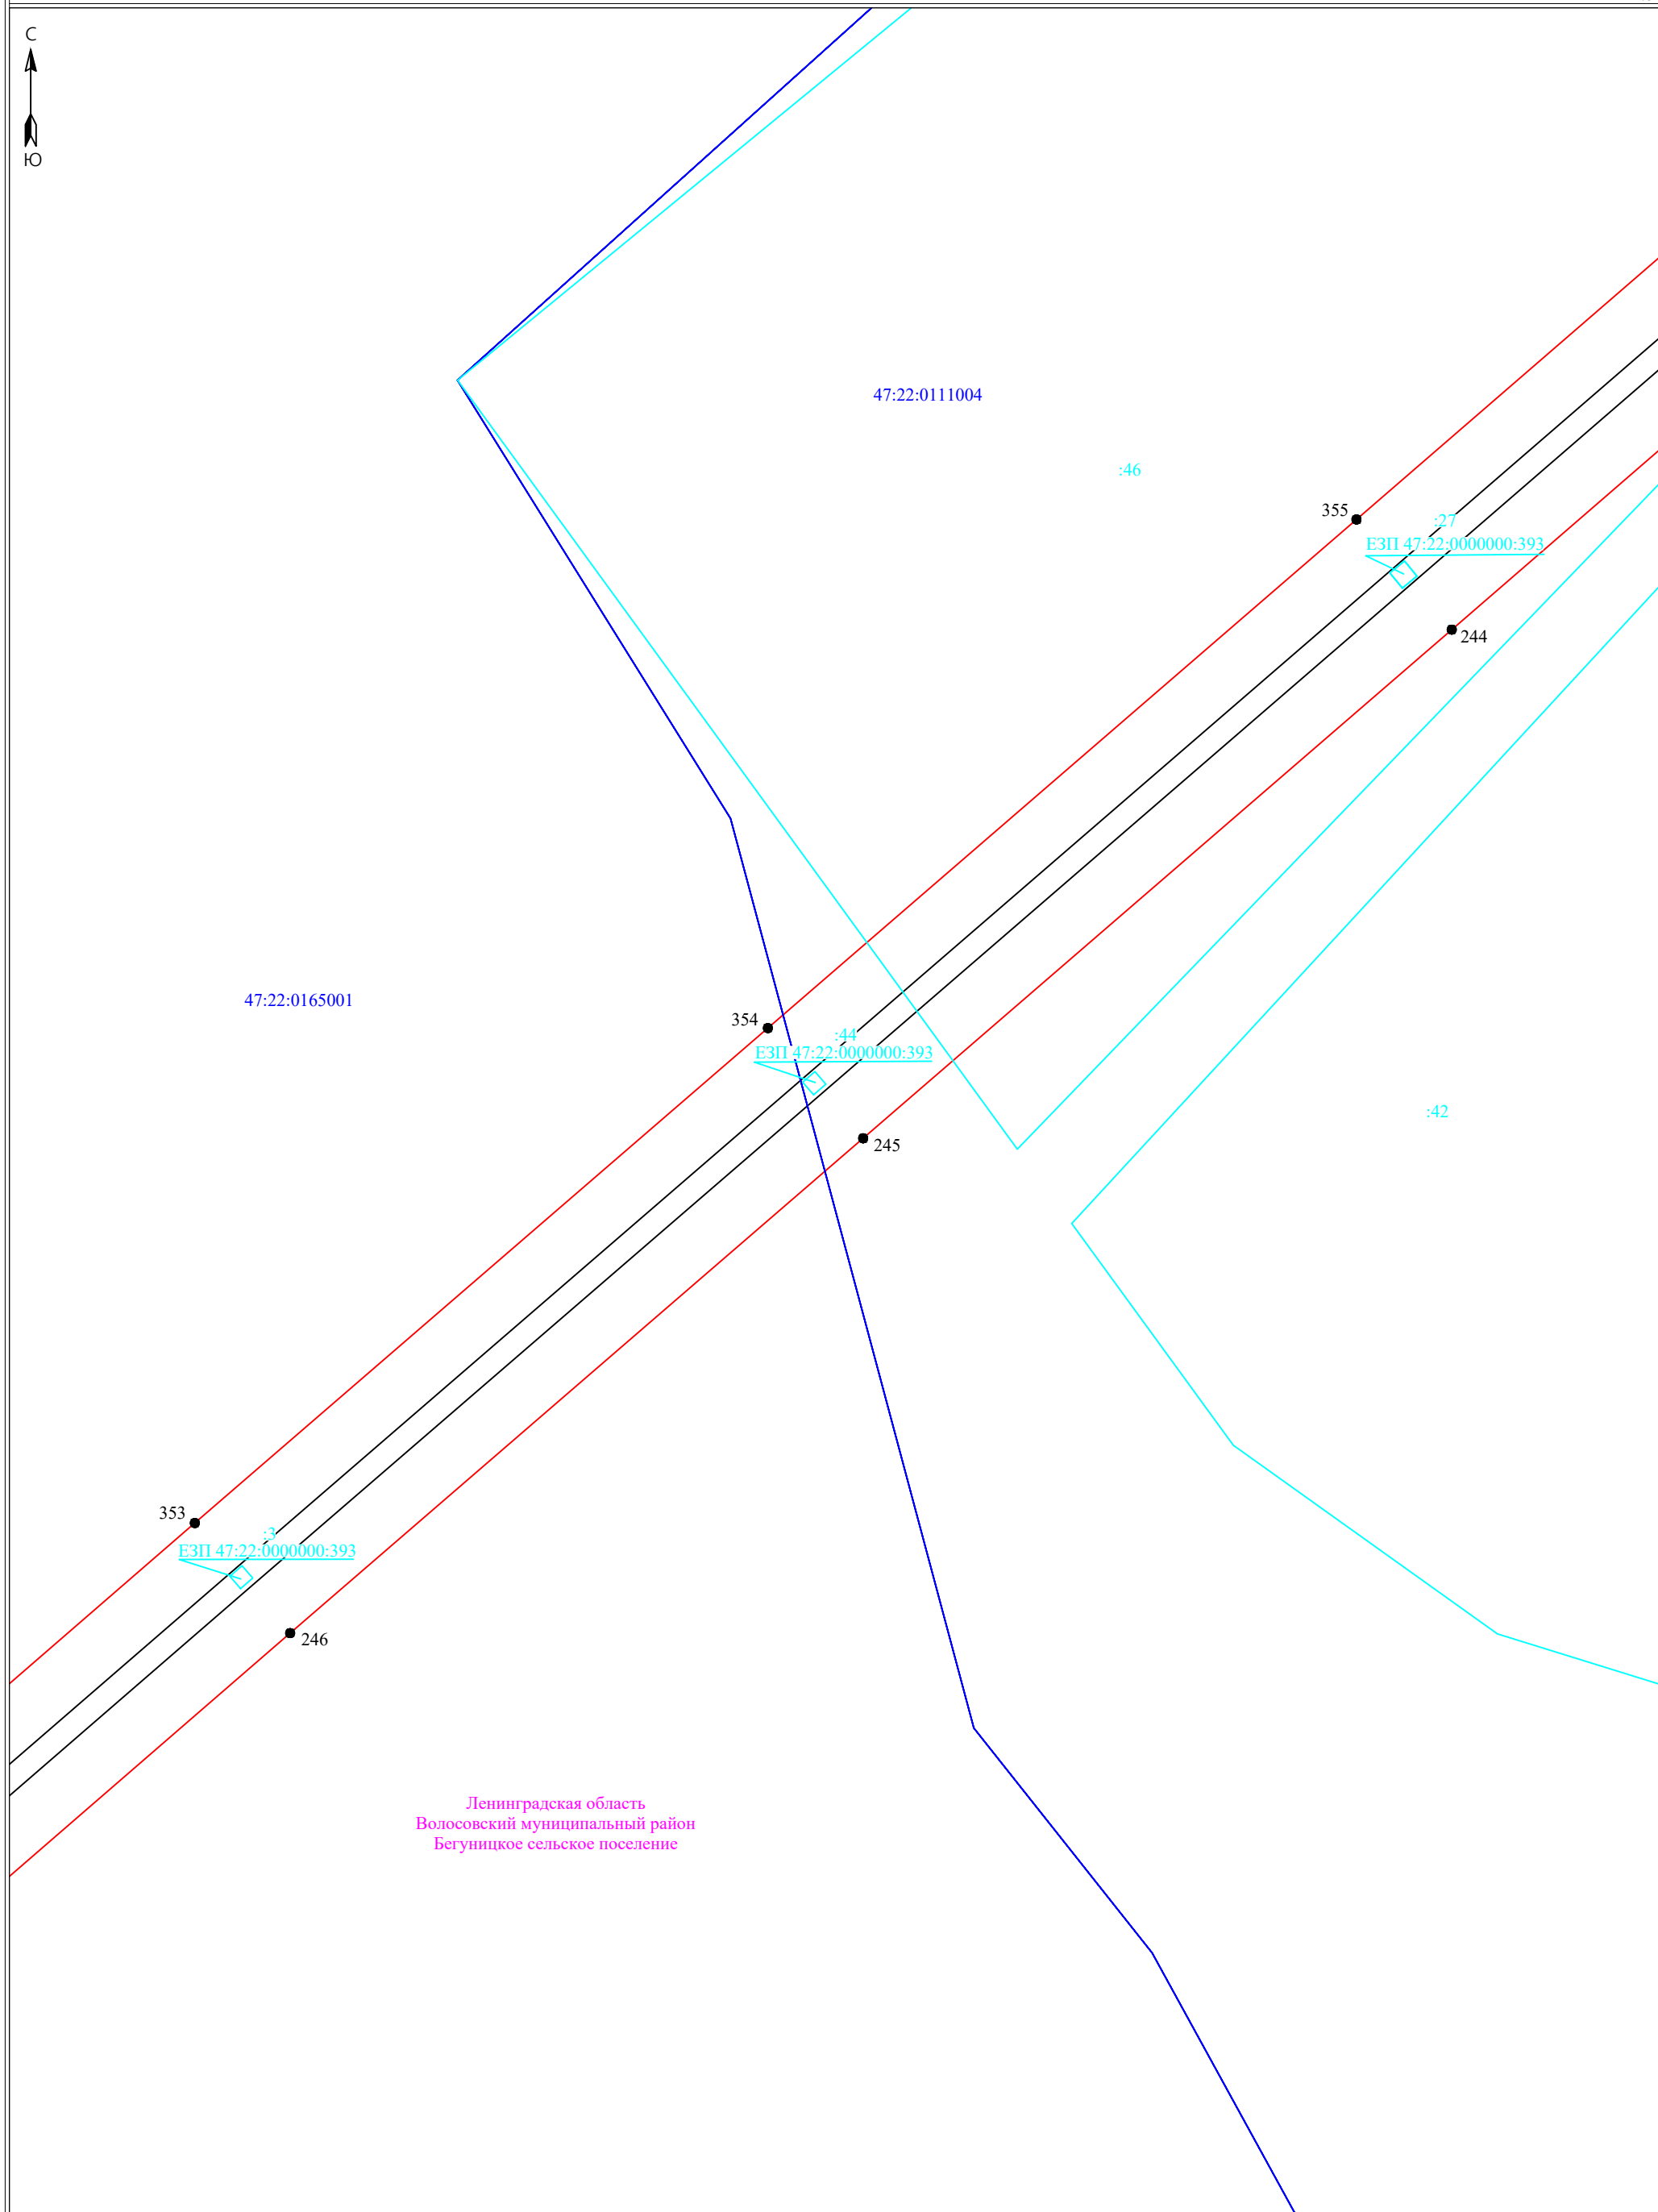 С
Ю
47:22:0111004
:46
355
:27
ЕЗП 47:22:0000000:393
244
47:22:0165001
354
:44
ЕЗП 47:22:0000000:393
:42
245
353
:3
ЕЗП 47:22:0000000:393
246
Ленинградская область
Волосовский муниципальный район
Бегуницкое сельское поселение